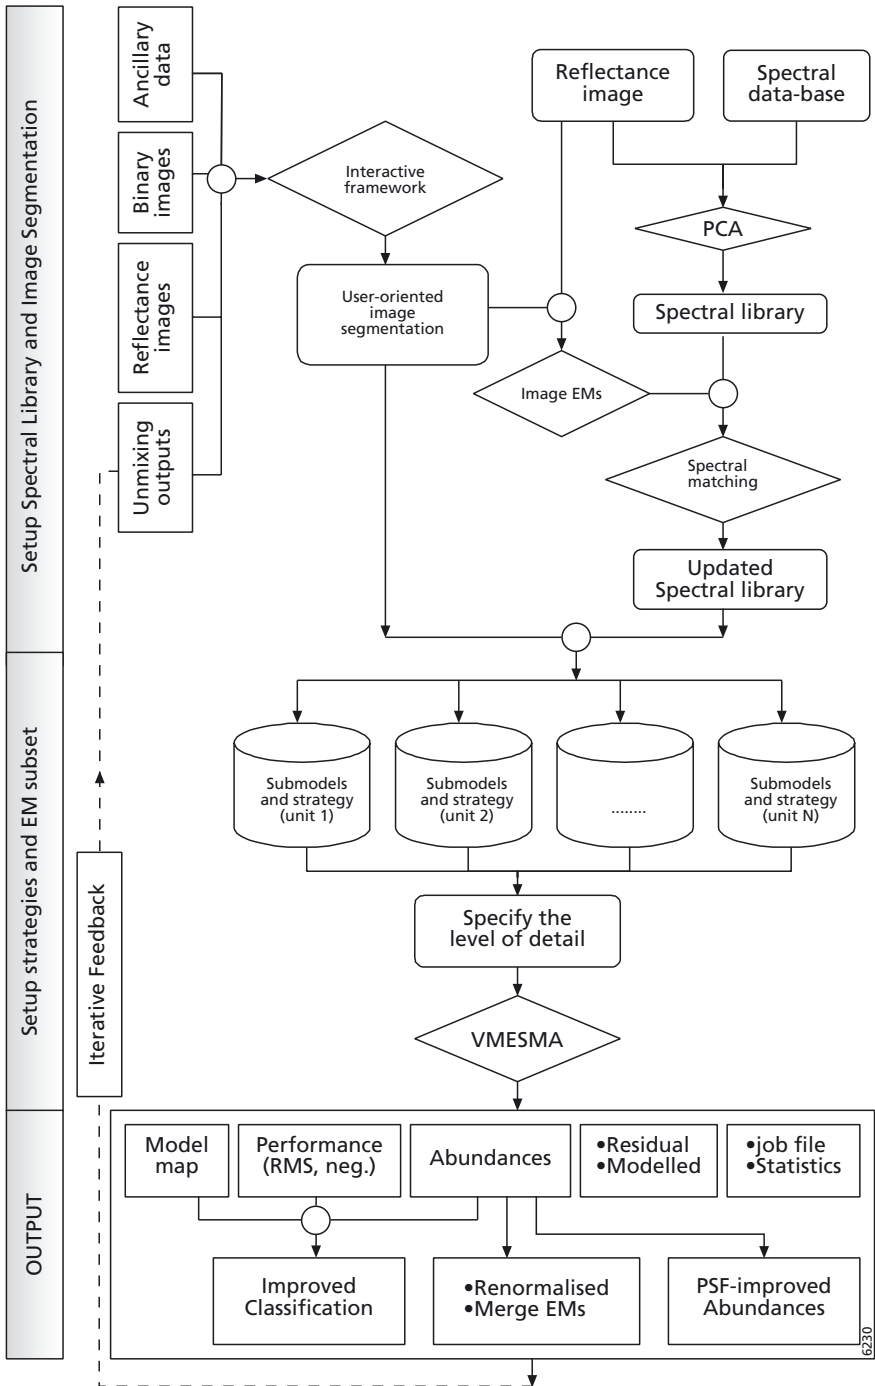 Setup Spectral Library and Image Segmentation
Ancillary
data
Binary
images
Reflectance
images
Unmixing
outputs
Interactive
framework
Reflectance
image
Spectral
data-base
PCA
User-oriented
image
segmentation
Spectral library
Image EMs
Spectral
matching
Updated
Spectral library
Setup strategies and EM subset
Submodels
and strategy
(unit 1)
Submodels
and strategy
(unit 2)
........
Submodels
and strategy
(unit N)
Iterative Feedback
Specify the
level of detail
VMESMA
OUTPUT
Model
map
Performance
(RMS, neg.)
Abundances
•Residual
•Modelled
•job file
•Statistics
Improved
Classification
•Renormalised
•Merge EMs
PSF-improved
Abundances
6230